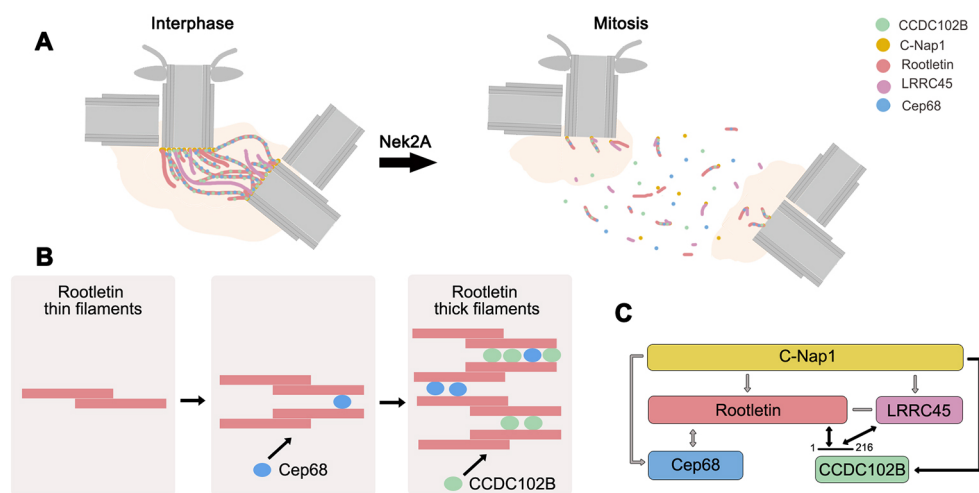 A
Interphase
Mitosis
Nek2A
CCDC102B
C-Nap1
Rootletin
LRRC45
Cep68
B
Rootletin
thin filaments
Cep68
Rootletin
thick filaments
CCDC102B
C
C-Nap1
Rootletin
LRRC45
1 216
Cep68
CCDC102B